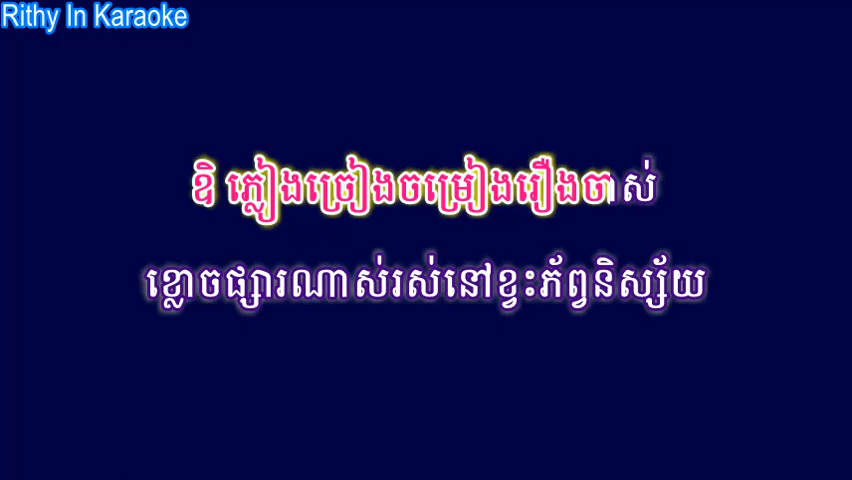 Rithy In Karaoke
ឱ ភ្លៀងច្រៀងចម្រៀងរឿងចាស់
ខ្លោចផ្សារណាស់រស់នៅខ្វះភ័ព្វនិស្ស័យ